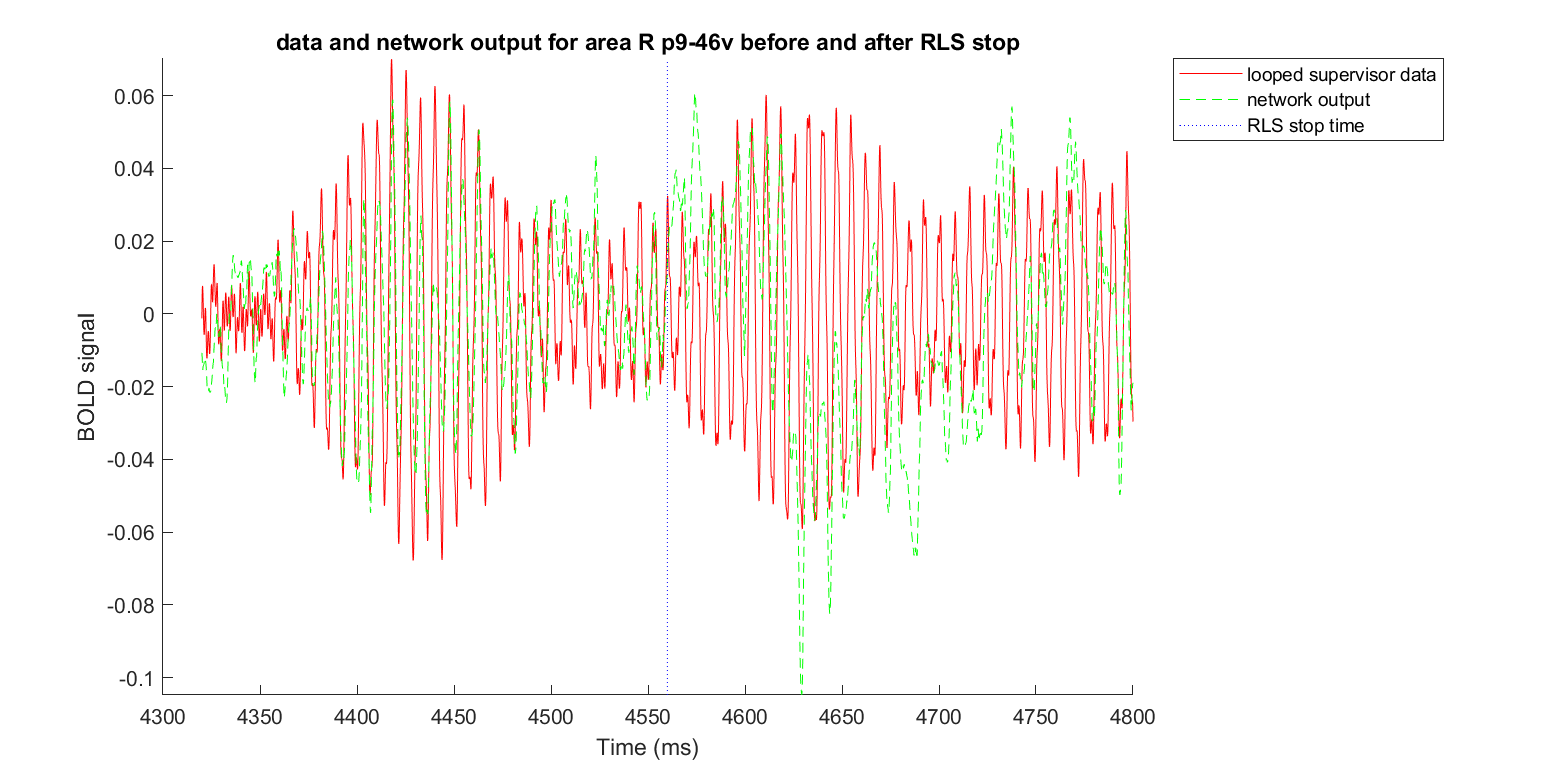 data and network output for area R p9-46v before and after RLS stop
looped supervisor data
network output
RLS stop time
BOLD signal
0.06
0.04
0.02
0
-0.02
-0.04
-0.06
-0.08
-0.1
4300 4350 4400 4450 4500 4550 4600 4650 4700 4750 4800
Time (ms)